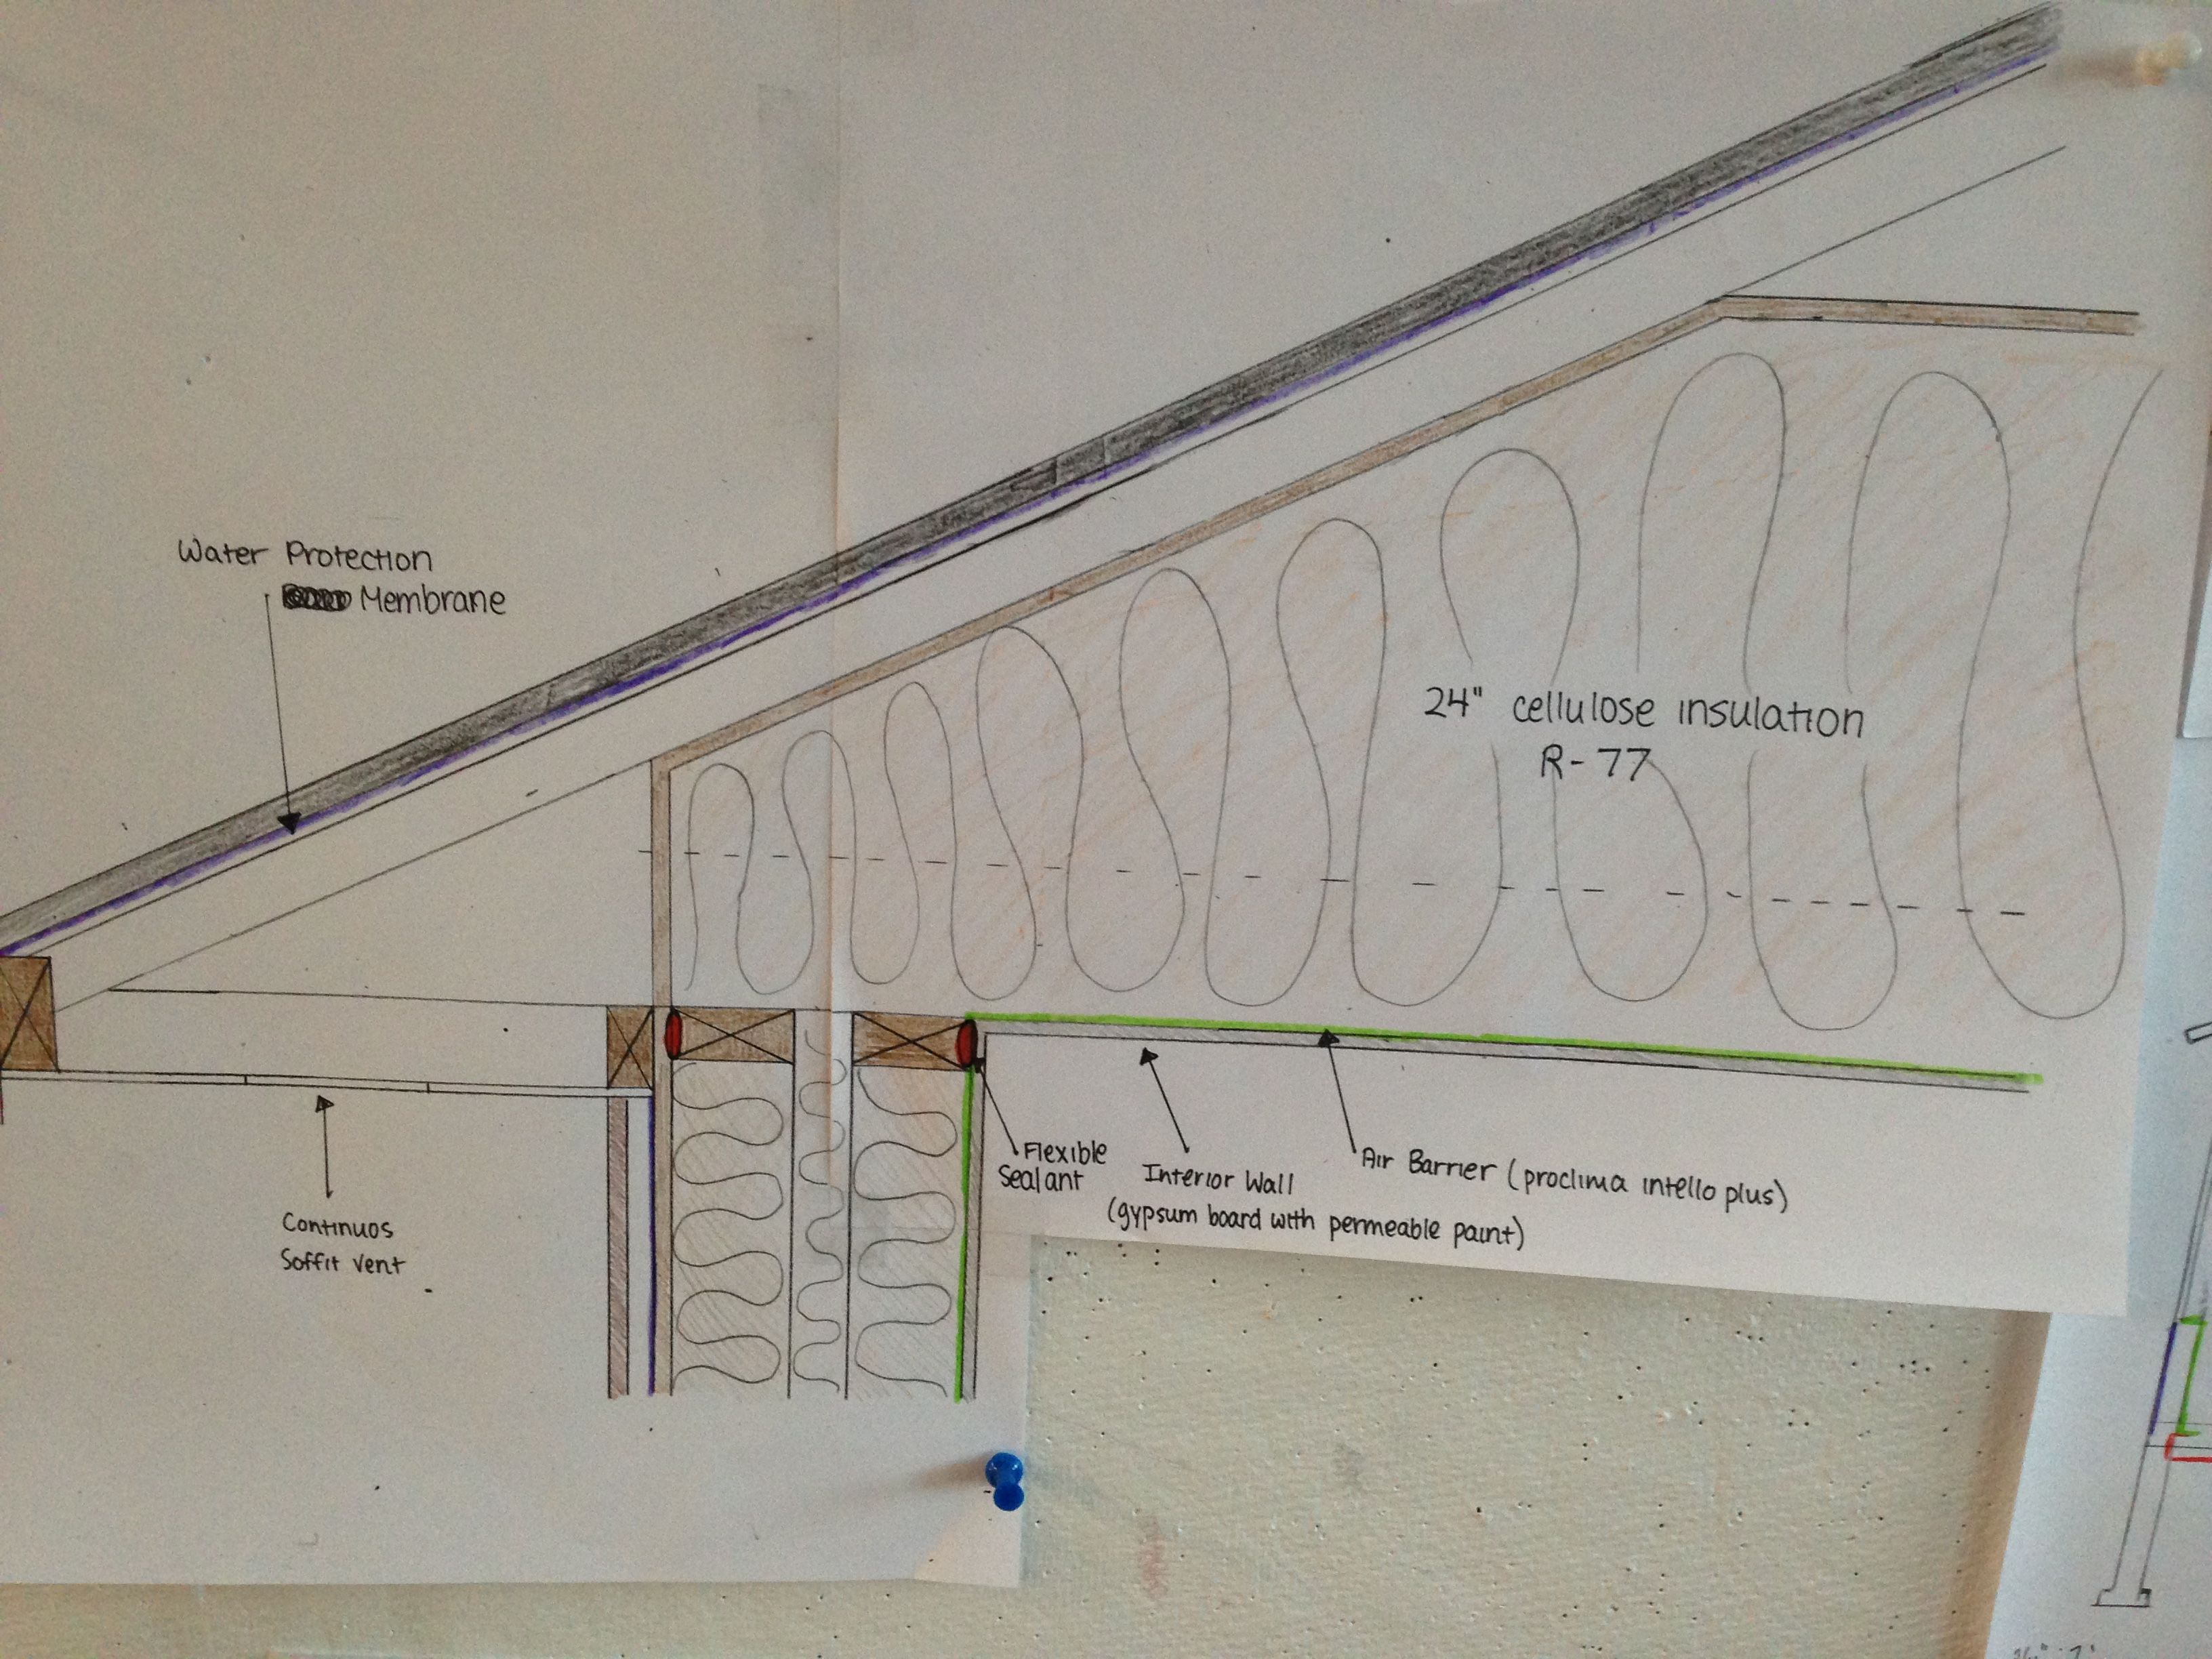 Water Protection
Membrane
24" cellulose insulation
R-77
Flexible
Sealant
Interior Wall
(gypsum board with permeable paint)
Air Barrier (proclima intello plus)
Continuos
Soffit Vent